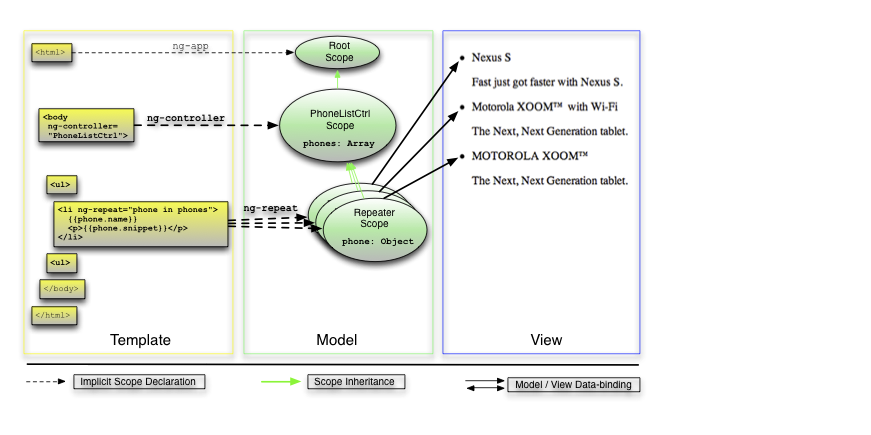 <html>
ng-app
Root
Scope
<body
ng-controller=
"PhoneListCtrl">
ng-controller
PhoneListCtrl
Scope
phones: Array
<ul>
<li ng-repeat="phone in phones">
{{phone.name}}
<p>{{phone.snippet}}</p>
</li>
ng-repeat
Repeater
Scope
phone: Object
<ul>
</body>
</html>
Template
Model
• Nexus S
Fast just got faster with Nexus S.
• Motorola XOOM™ with Wi-Fi
The Next, Next Generation tablet.
• MOTOROLA XOOM™
The Next, Next Generation tablet.
View
Implicit Scope Declaration
Scope Inheritance
Model / View Data-binding